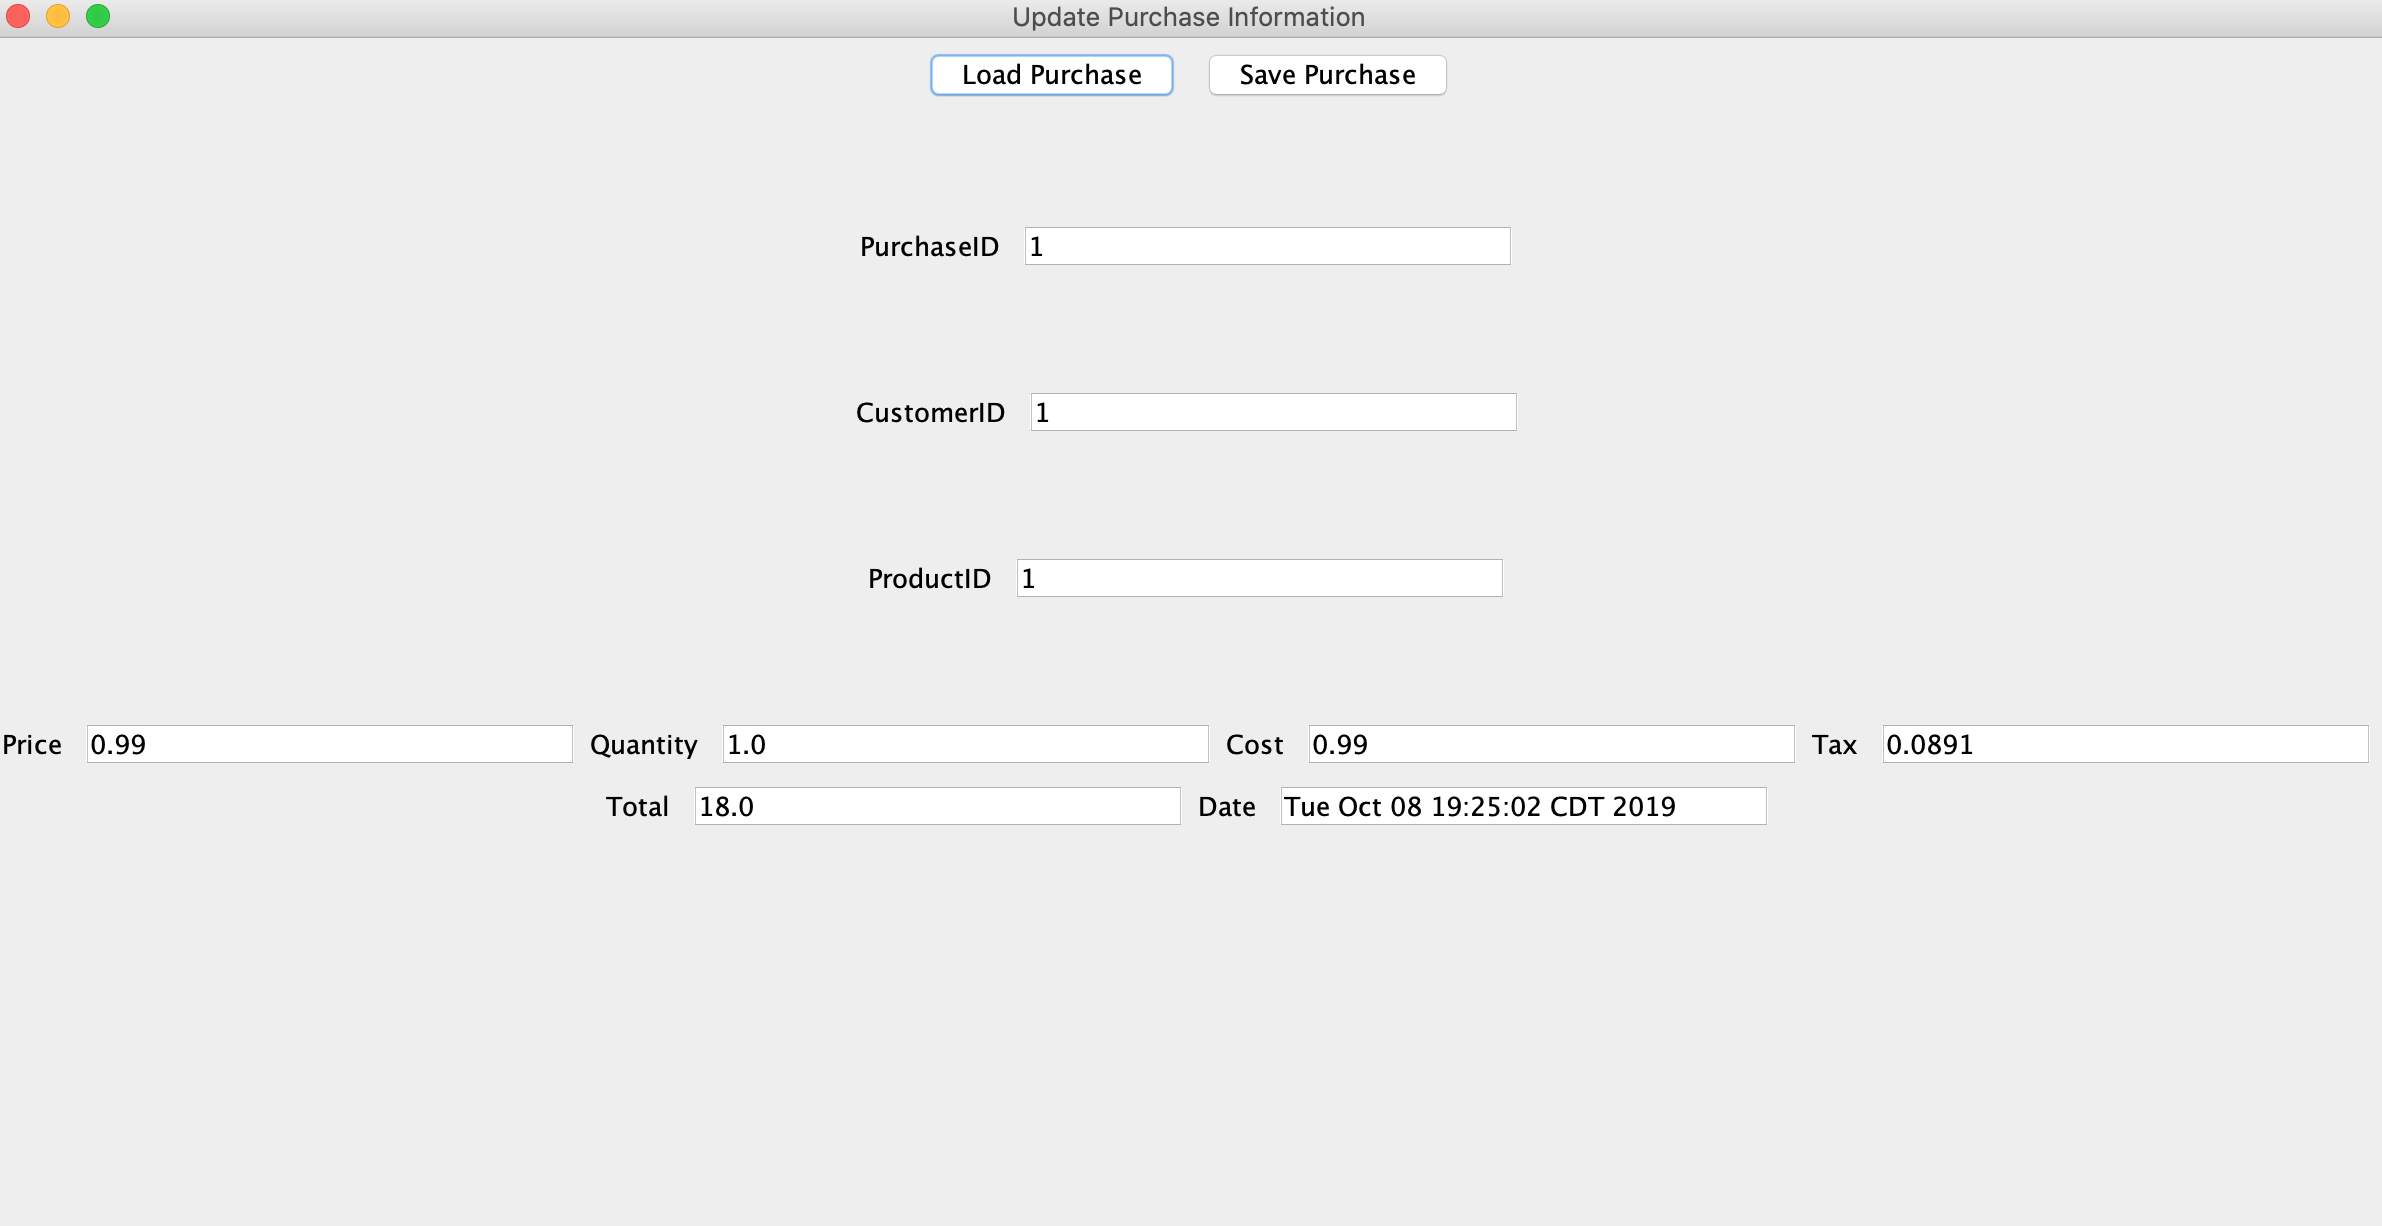 Update Purchase Information
Load Purchase Save Purchase
PurchaseID 1
CustomerID 1
ProductID 1
Price 0.99 Quantity 1.0 Cost 0.99 Tax 0.0891
Total 18.0 Date Tue Oct 08 19:25:02 CDT 2019